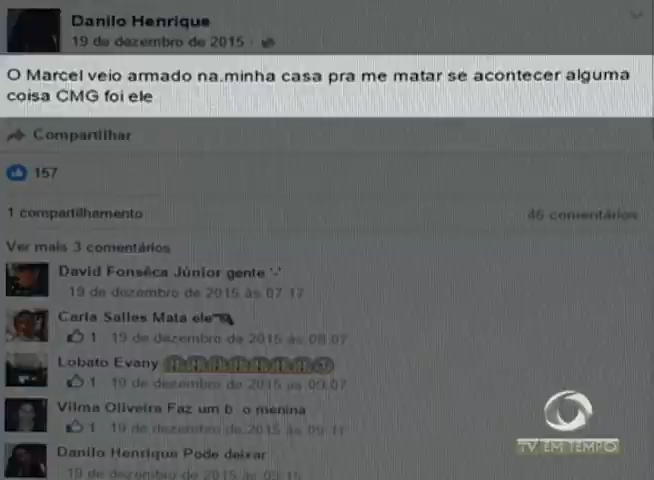 Danilo Henrique
19 de dezembro de 2015
O Marcel veio armado na.minha casa pra me matar se acontecer alguma
coisa CMG foi ele
Compartilhar
157
1 compartilhamento
46 comentários
Ver mais 3 comentários
David Fonsêca Júnior gente '-'
19 de dezembro de 2015 às 07:17
Carla Salles Mata ele
1 19 de dezembro de 2015 às 08:07
Lobato Evany
1 19 de dezembro de 2015 às 09:07
Vilma Oliveira Faz um b. o menina
1 19 de dezembro de 2015 às 09:11
Danilo Henrique Pode deixar
19 de dezembro de 2015 às 09:15
TV EM TEMPO